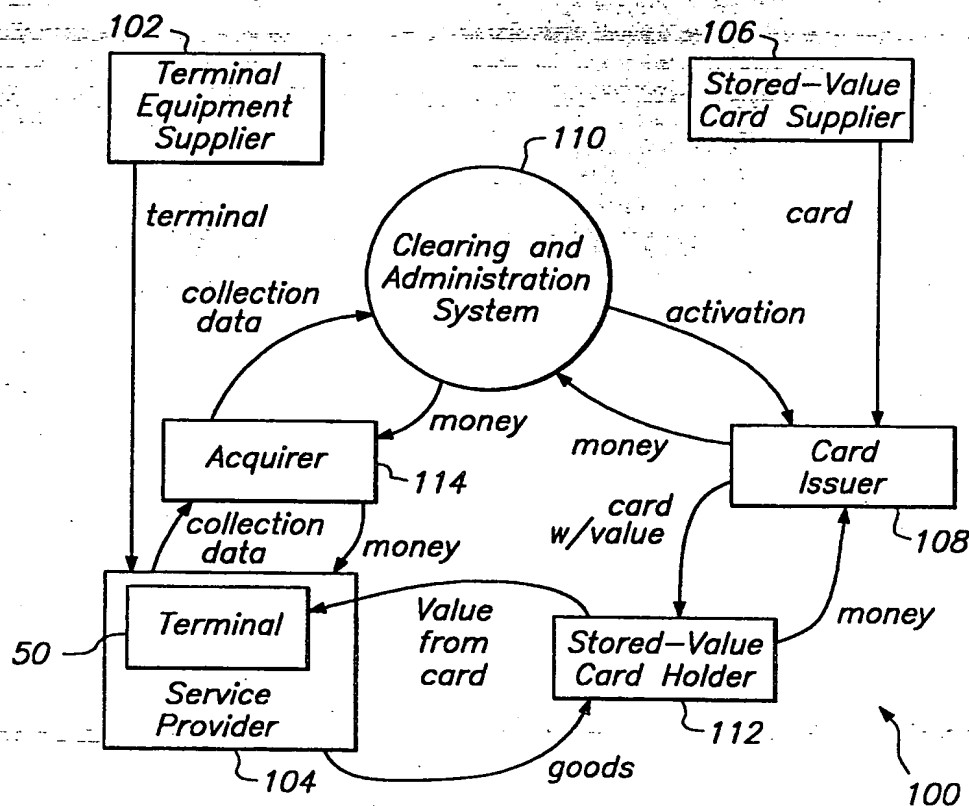 102
Terminal
Equipment
Supplier
106
Stored-Value
Card Supplier
110
terminal
card
Clearing and
Administration
System
collection
data
activation
money
Acquirer
114
money
Card
Issuer
108
collection
data
money
card
w/value
50
Terminal
Value
from
card
Stored-Value
Card Holder
112
money
Service
Provider
104
goods
100